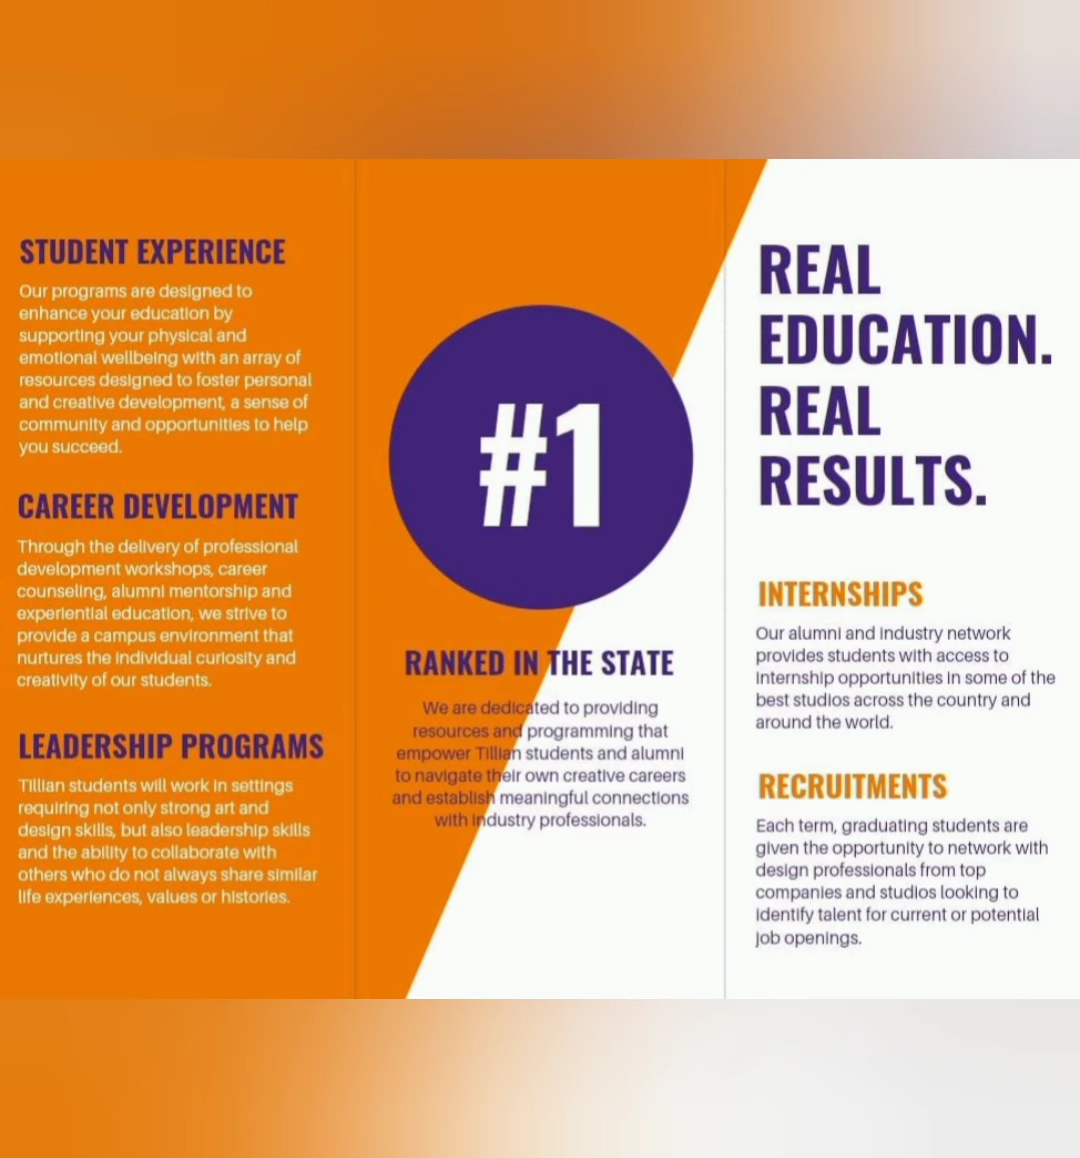 STUDENT EXPERIENCE
Our programs are designed to
enhance your education by
supporting your physical and
emotional wellbeing with an array of
resources designed to foster personal
and creative development, a sense of
community and opportunities to help
you succeed.
CAREER DEVELOPMENT
Through the delivery of professional
development workshops, career
counseling, alumni mentorship and
experiential education, we strive to
provide a campus environment that
nurtures the individual curiosity and
creativity of our students.
LEADERSHIP PROGRAMS
Tillian students will work in settings
requiring not only strong art and
design skills, but also leadership skills
and the ability to collaborate with
others who do not always share similar
life experiences, values or histories.
#1
RANKED IN THE STATE
We are dedicated to providing
resources and programming that
empower Tillian students and alumni
to navigate their own creative careers
and establish meaningful connections
with industry professionals.
REAL
EDUCATION.
REAL
RESULTS.
INTERNSHIPS
Our alumni and industry network
provides students with access to
internship opportunities in some of the
best studios across the country and
around the world.
RECRUITMENTS
Each term, graduating students are
given the opportunity to network with
design professionals from top
companies and studios looking to
identify talent for current or potential
job openings.